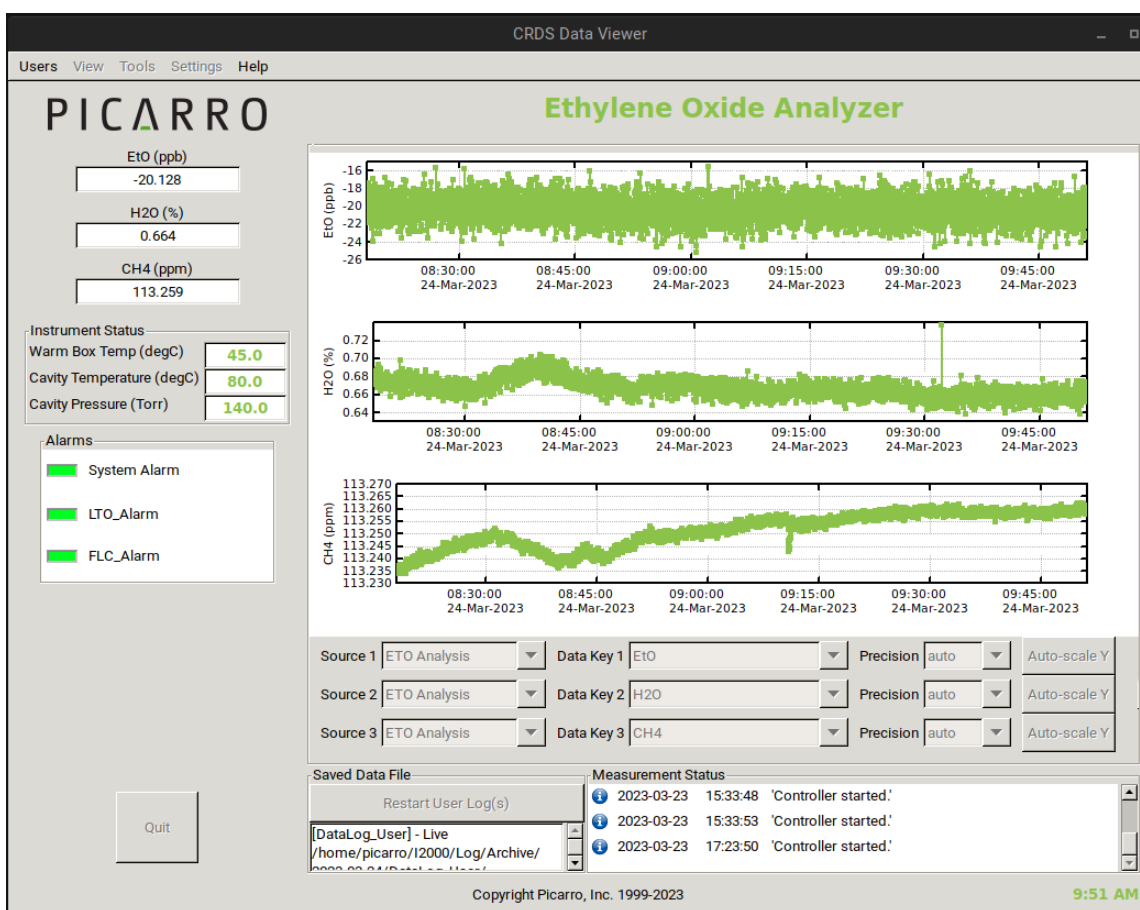 CRDS Data Viewer
Users View Tools Settings Help
PICARRO
Ethylene Oxide Analyzer
EtO (ppb)
-20.128
H2O (%)
0.664
CH4 (ppm)
113.259
Instrument Status
Warm Box Temp (degC) 45.0
Cavity Temperature (degC) 80.0
Cavity Pressure (Torr) 140.0
Alarms
System Alarm
LTO_Alarm
FLC_Alarm
Quit
EtO (ppb)
-16
-18
-20
-22
-24
-26
08:30:00 08:45:00 09:00:00 09:15:00 09:30:00 09:45:00
24-Mar-2023 24-Mar-2023 24-Mar-2023 24-Mar-2023 24-Mar-2023 24-Mar-2023
H2O (%)
0.72
0.70
0.68
0.66
0.64
08:30:00 08:45:00 09:00:00 09:15:00 09:30:00 09:45:00
24-Mar-2023 24-Mar-2023 24-Mar-2023 24-Mar-2023 24-Mar-2023 24-Mar-2023
CH4 (ppm)
113.270
113.265
113.260
113.255
113.250
113.245
113.240
113.235
113.230
08:30:00 08:45:00 09:00:00 09:15:00 09:30:00 09:45:00
24-Mar-2023 24-Mar-2023 24-Mar-2023 24-Mar-2023 24-Mar-2023 24-Mar-2023
Source 1 ETO Analysis Data Key 1 EtO Precision auto Auto-scale Y
Source 2 ETO Analysis Data Key 2 H2O Precision auto Auto-scale Y
Source 3 ETO Analysis Data Key 3 CH4 Precision auto Auto-scale Y
Saved Data File
Restart User Log(s)
[DataLog_User] - Live
/home/picarro/I2000/Log/Archive/
Measurement Status
2023-03-23 15:33:48 'Controller started.'
2023-03-23 15:33:53 'Controller started.'
2023-03-23 17:23:50 'Controller started.'
Copyright Picarro, Inc. 1999-2023
9:51 AM